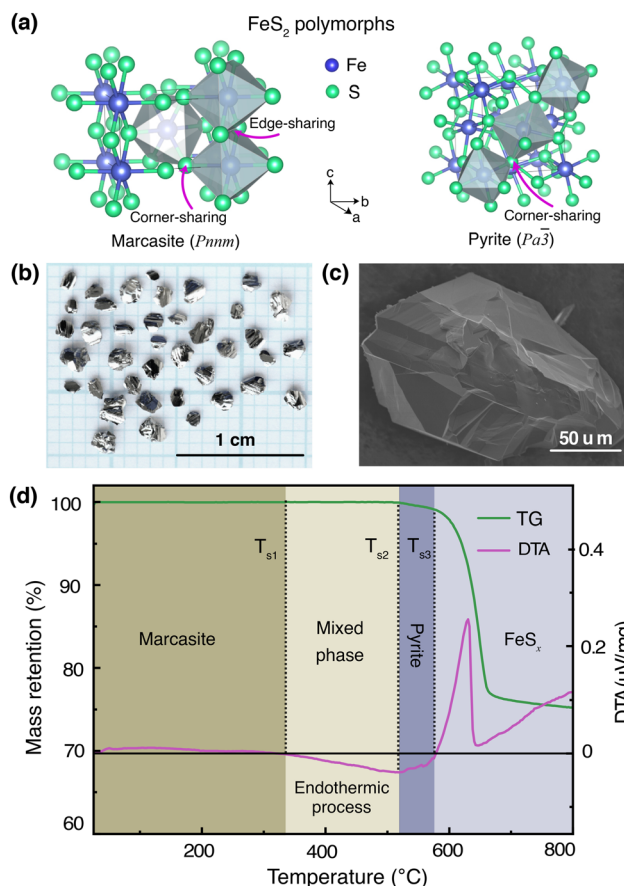 (a)
FeS2 polymorphs
Fe
S
Edge-sharing
Corner-sharing
c
b
a
Corner-sharing
Marcasite (Pnnm)
Pyrite (Pa3̅)
(b)
(c)
1 cm
50 u m
(d)
100
90
80
70
60
Mass retention (%)
Ts1
Ts2
Ts3
TG
DTA
Marcasite
Mixed
phase
Pyrite
FeSx
Endothermic
process
0.4
0.2
0
DTA(uV/mg)
200
400
600
800
Temperature (°C)